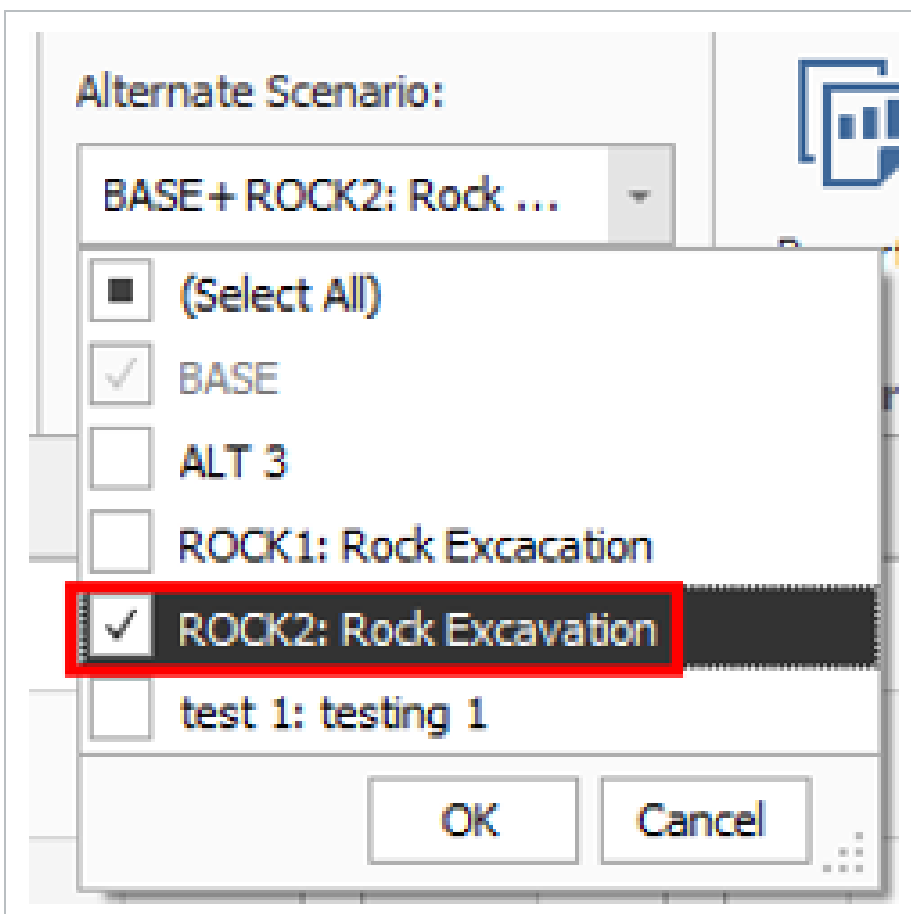 Alternate Scenario:
BASE+ROCK2: Rock ...
(Select All)
BASE
ALT 3
ROCK1: Rock Excacation
ROCK2: Rock Excavation
test 1: testing 1
OK Cancel